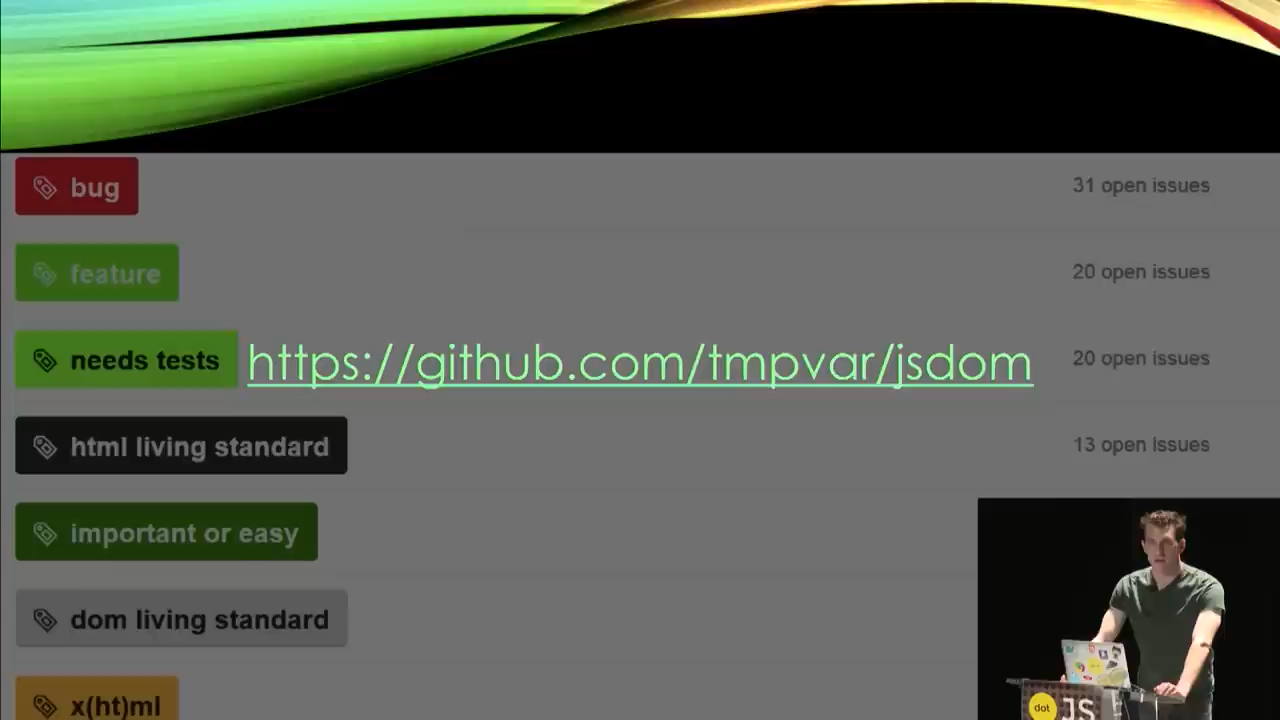 bug
31 open issues
feature
20 open issues
needs tests
https://github.com/tmpvar/jsdom
20 open issues
html living standard
13 open issues
important or easy
dom living standard
x(ht)ml
dot
JS